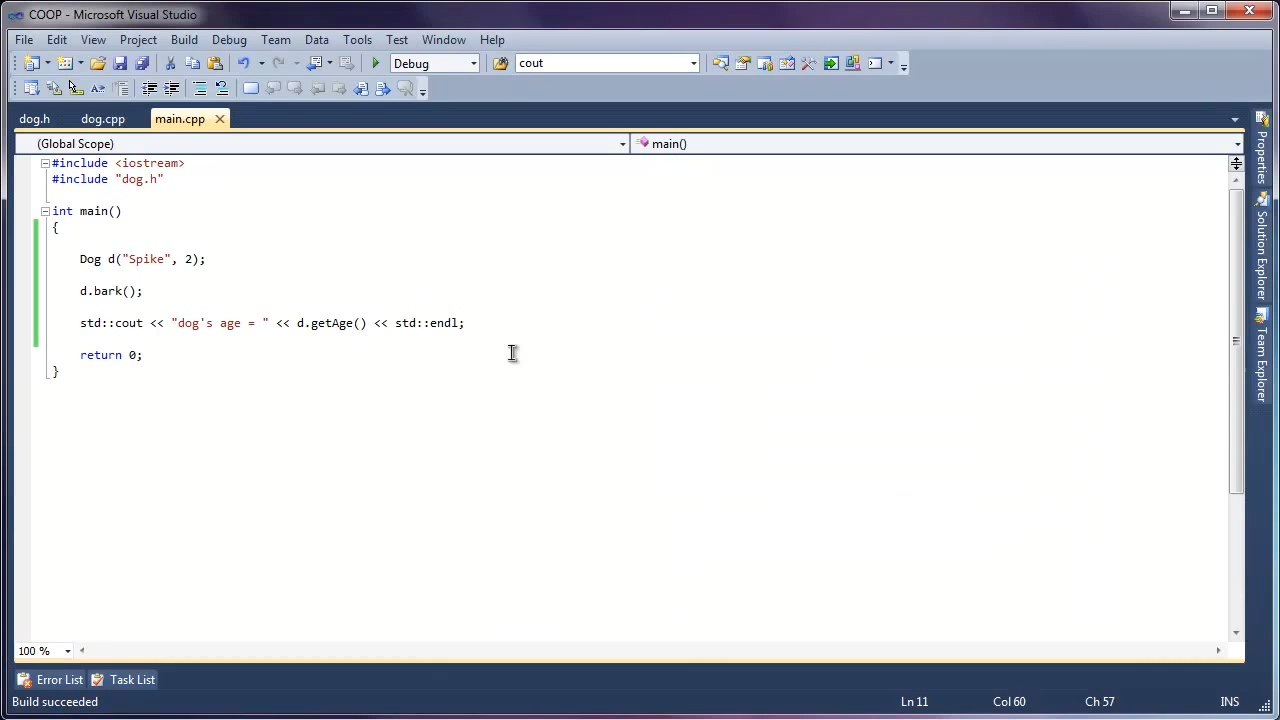 COOP - Microsoft Visual Studio
File Edit View Project Build Debug Team Data Tools Test Window Help
Debug cout
dog.h dog.cpp main.cpp
(Global Scope) main()
#include <iostream>
#include "dog.h"
int main()
{
Dog d("Spike", 2);
d.bark();
std::cout << "dog's age = " << d.getAge() << std::endl;
return 0;
}
Properties
Solution Explorer
Team Explorer
100 %
Error List Task List
Build succeeded Ln 11 Col 60 Ch 57 INS